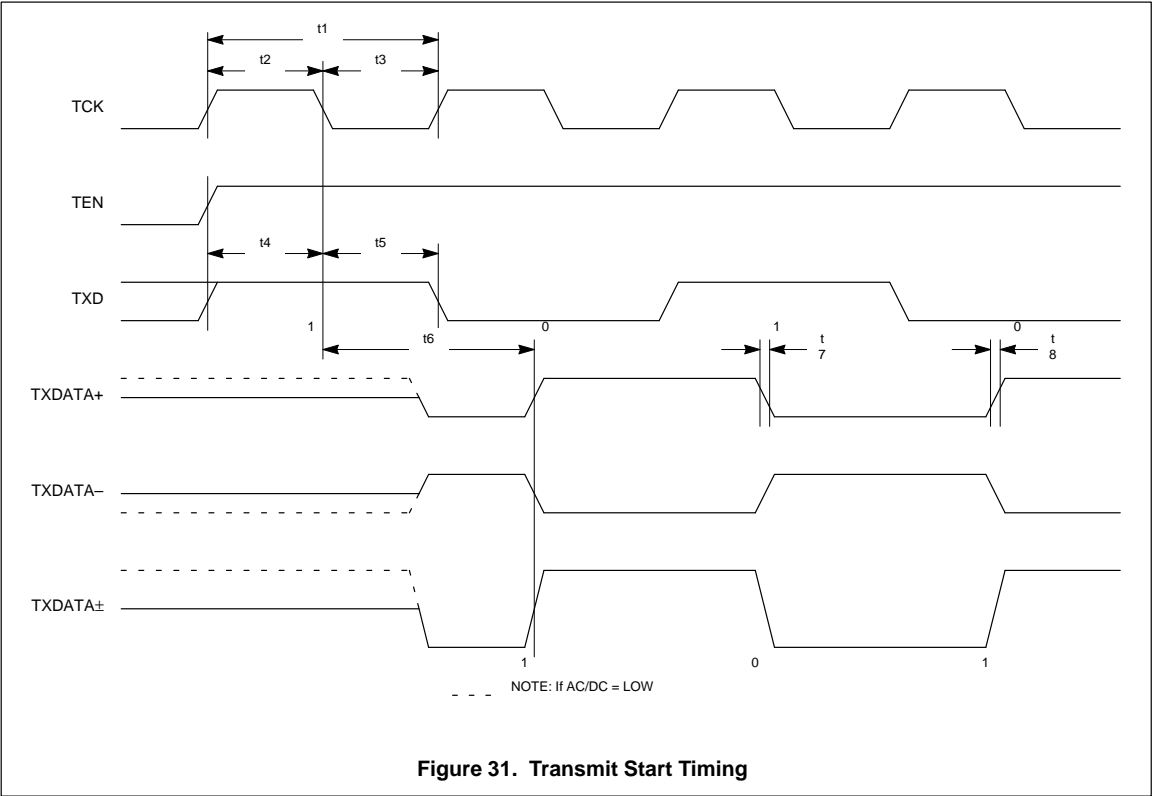 t1
t2 t3
TCK
TEN
t4 t5
TXD
1 0 1 0
t6 t t
7 8
TXDATA+
TXDATA–
TXDATA±
1 0 1
NOTE: If AC/DC = LOW
Figure 31. Transmit Start Timing